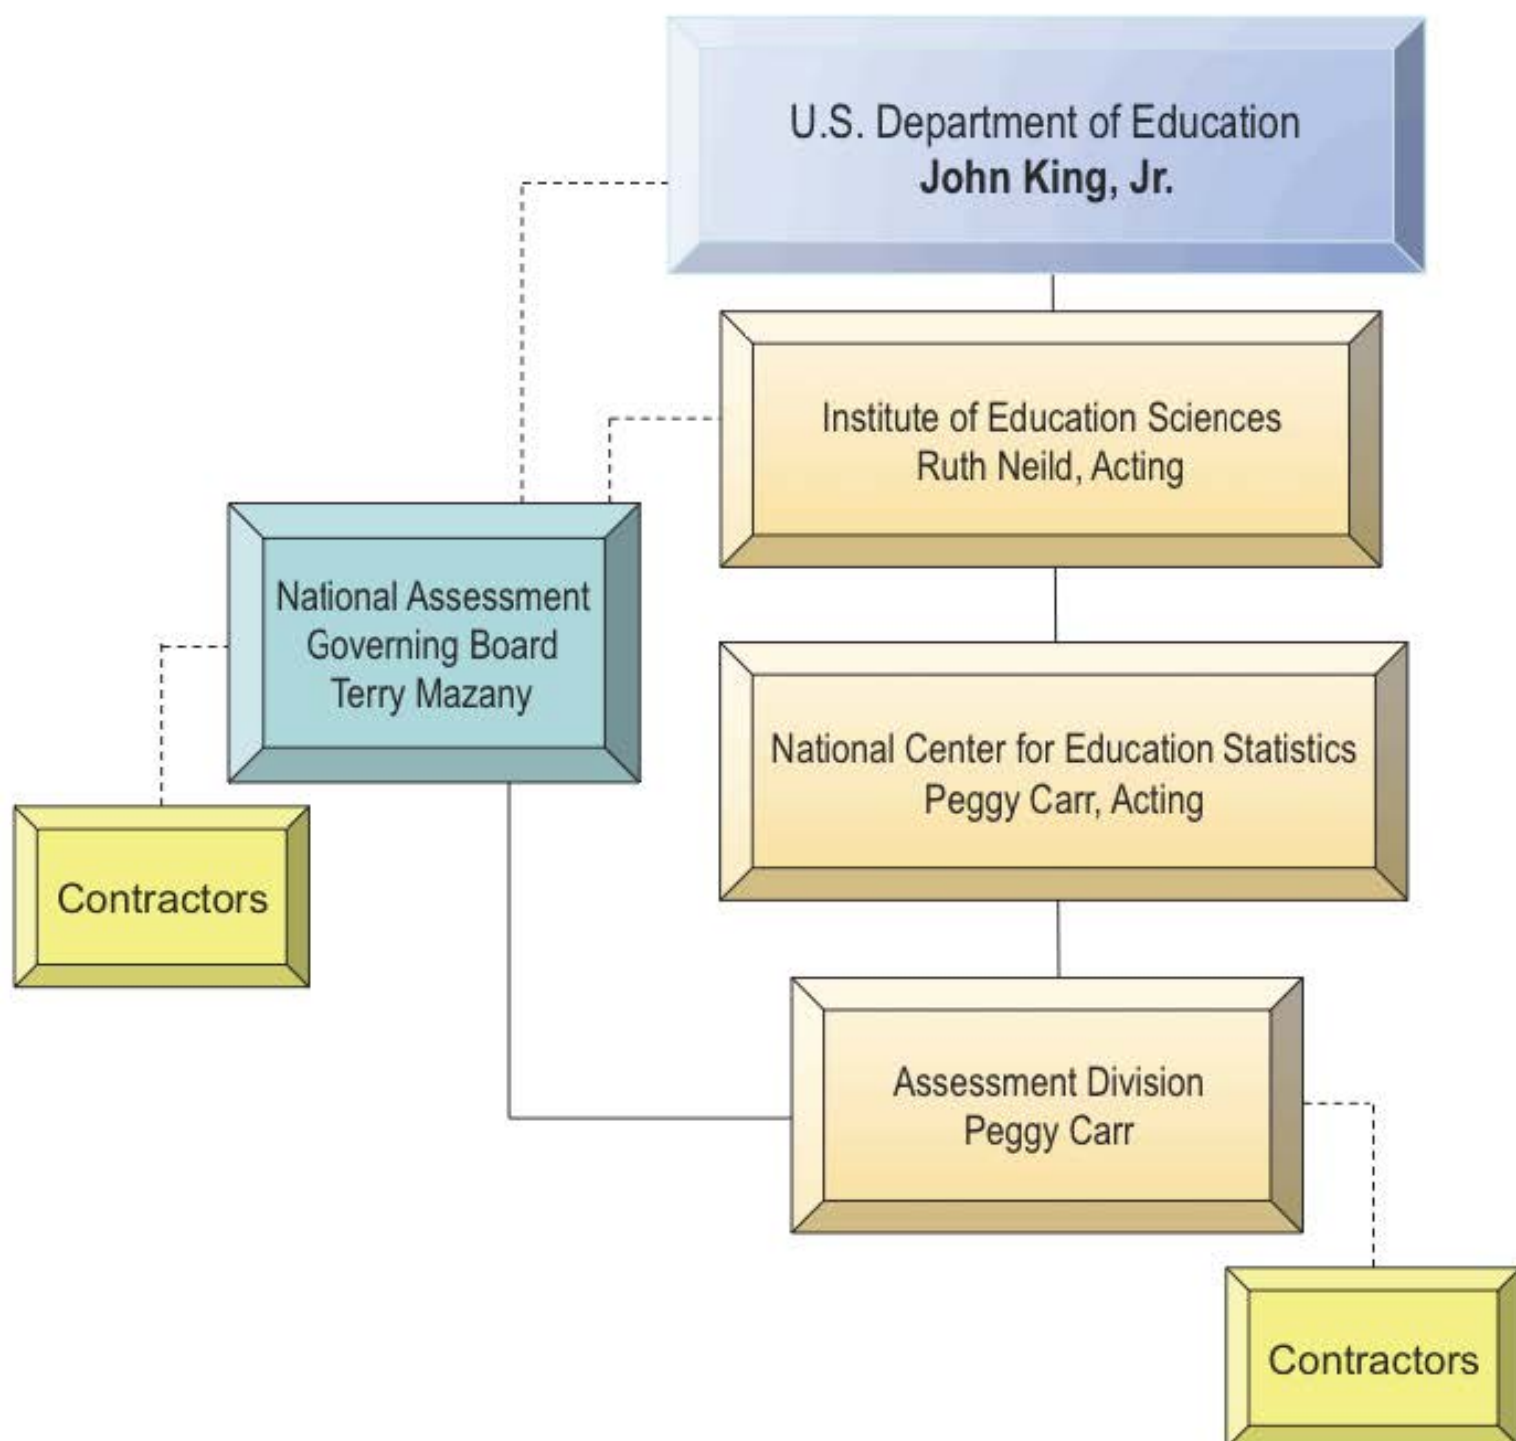 U.S. Department of Education
John King, Jr.
Institute of Education Sciences
Ruth Neild, Acting
National Assessment
Governing Board
Terry Mazany
National Center for Education Statistics
Peggy Carr, Acting
Contractors
Assessment Division
Peggy Carr
Contractors